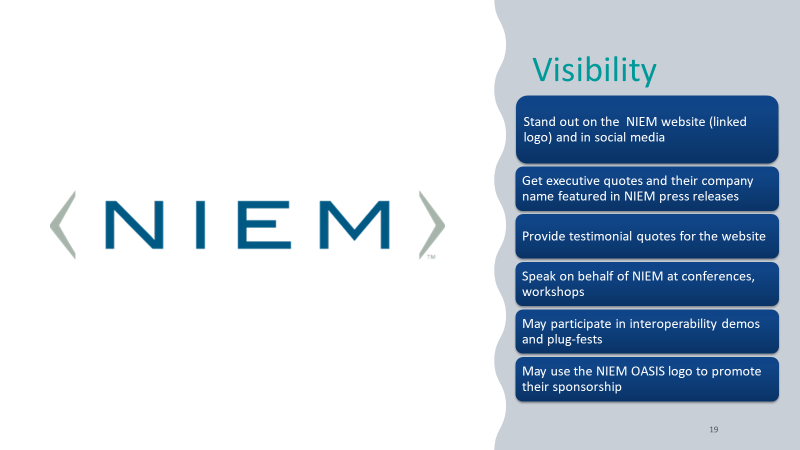 NIEM
TM
Visibility
Stand out on the  NIEM website (linked
logo) and in social media
Get executive quotes and their company
name featured in NIEM press releases
Provide testimonial quotes for the website
Speak on behalf of NIEM at conferences,
workshops
May participate in interoperability demos
and plug-fests
May use the NIEM OASIS logo to promote
their sponsorship
19